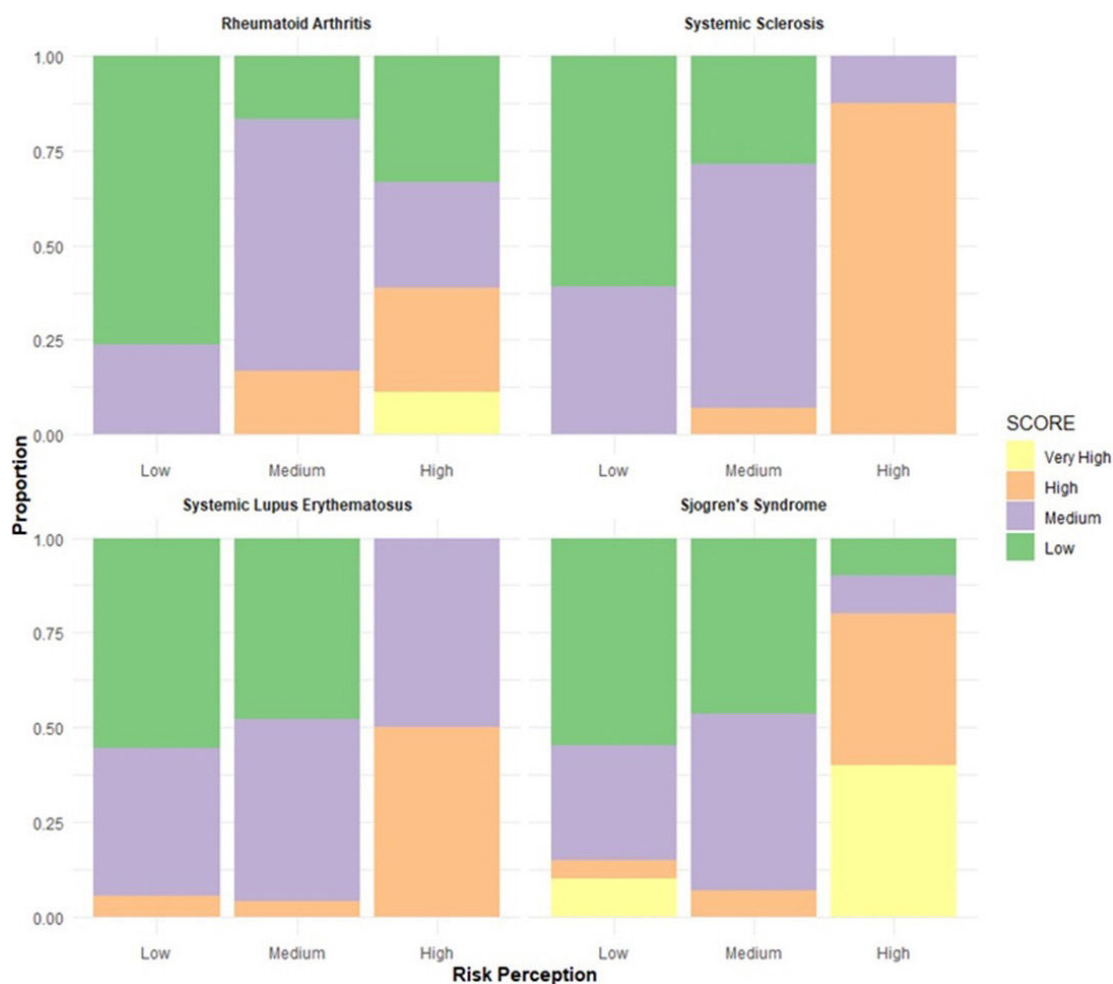 Rheumatoid Arthritis
Systemic Sclerosis
1.00
0.75
0.50
0.25
0.00
Low Medium High
Low Medium High
Systemic Lupus Erythematosus
Sjogren's Syndrome
1.00
0.75
0.50
0.25
0.00
Low Medium High
Low Medium High
Proportion
Risk Perception
SCORE
Very High
High
Medium
Low